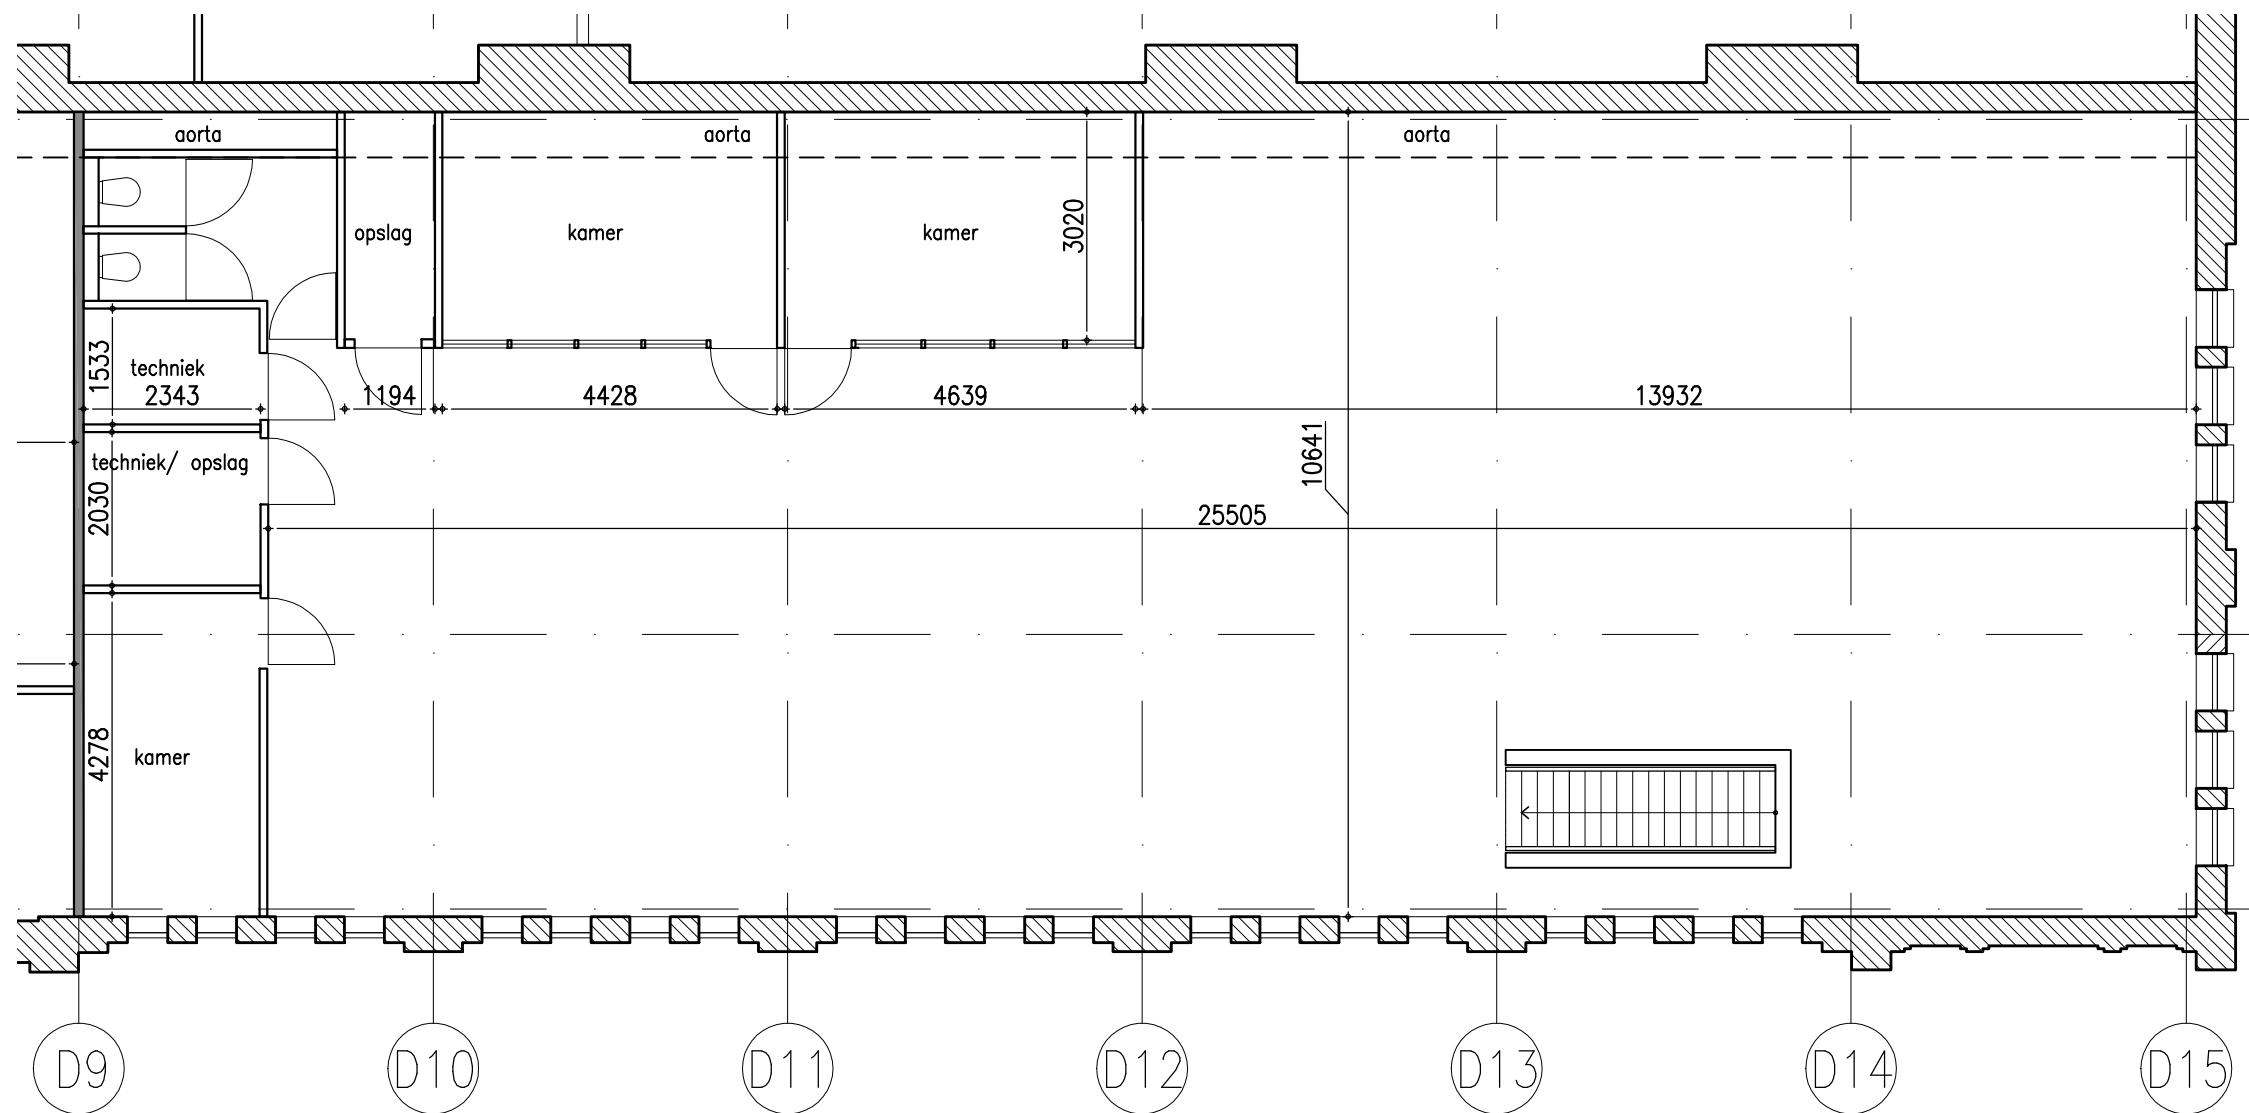 aorta
aorta
aorta
opslag
kamer
kamer
3020
1533
techniek
2343
1194
4428
4639
13932
10641
techniek/ opslag
2030
25505
4278
kamer
D9
D10
D11
D12
D13
D14
D15